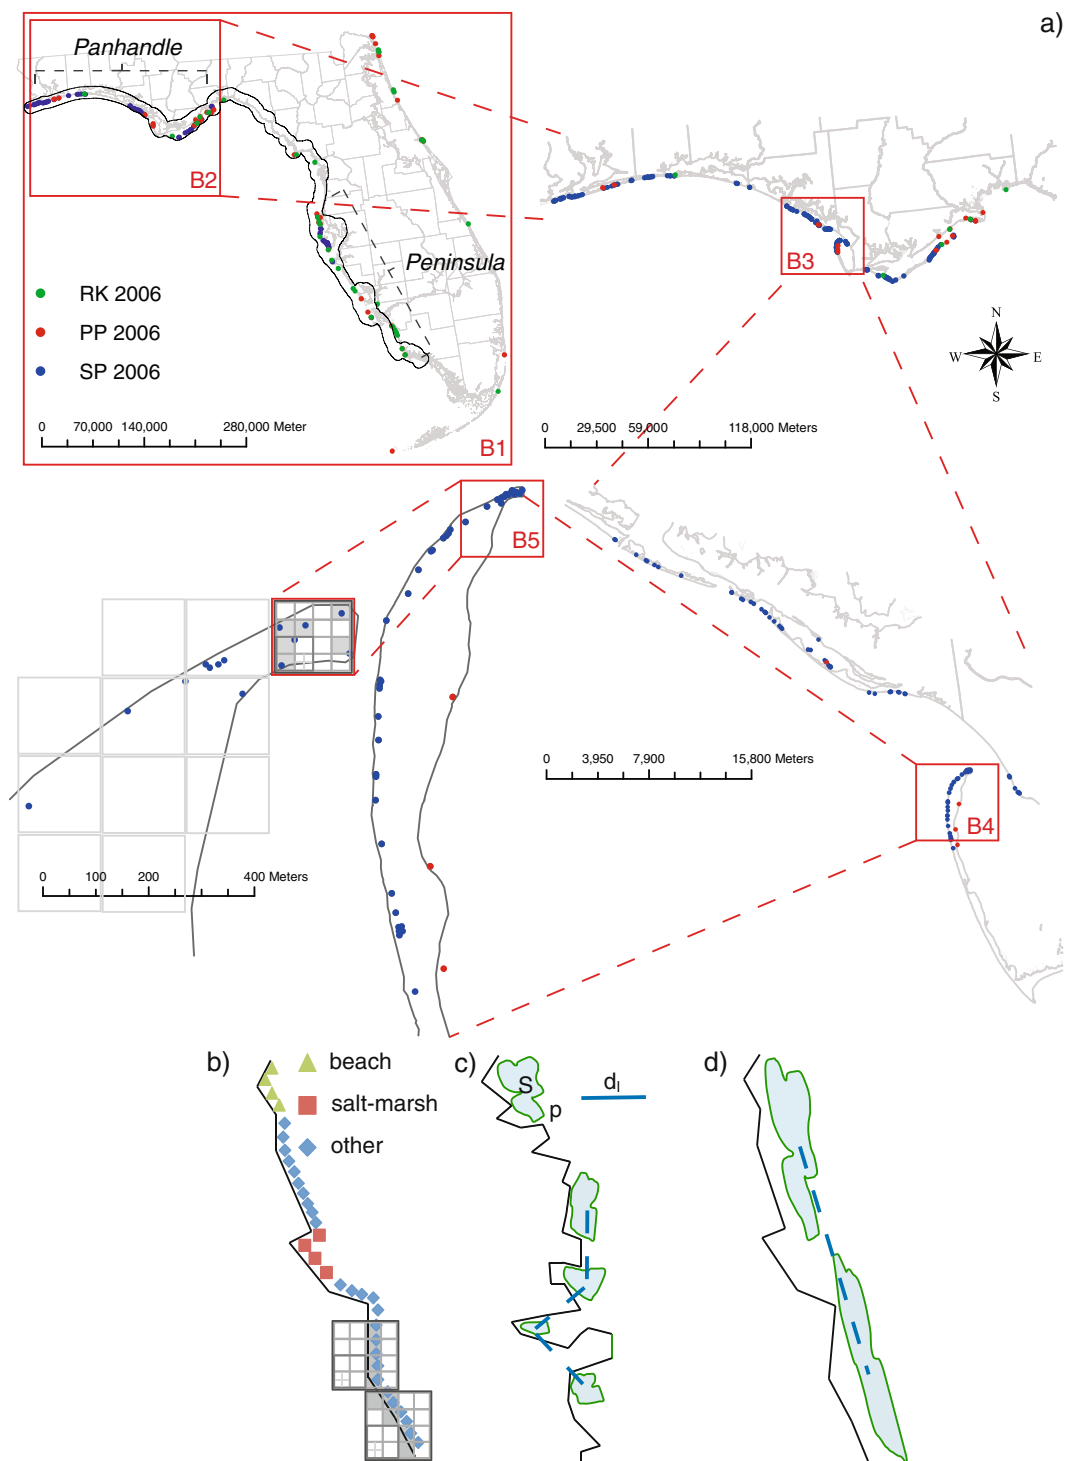 a)
Panhandle
B2
Peninsula
RK 2006
PP 2006
SP 2006
0 70,000 140,000 280,000 Meter
B1
B3
N
W E
S
0 29,500 59,000 118,000 Meters
B5
0 3,950 7,900 15,800 Meters
B4
0 100 200 400 Meters
b)
beach
salt-marsh
other
c)
S
p
dl
d)